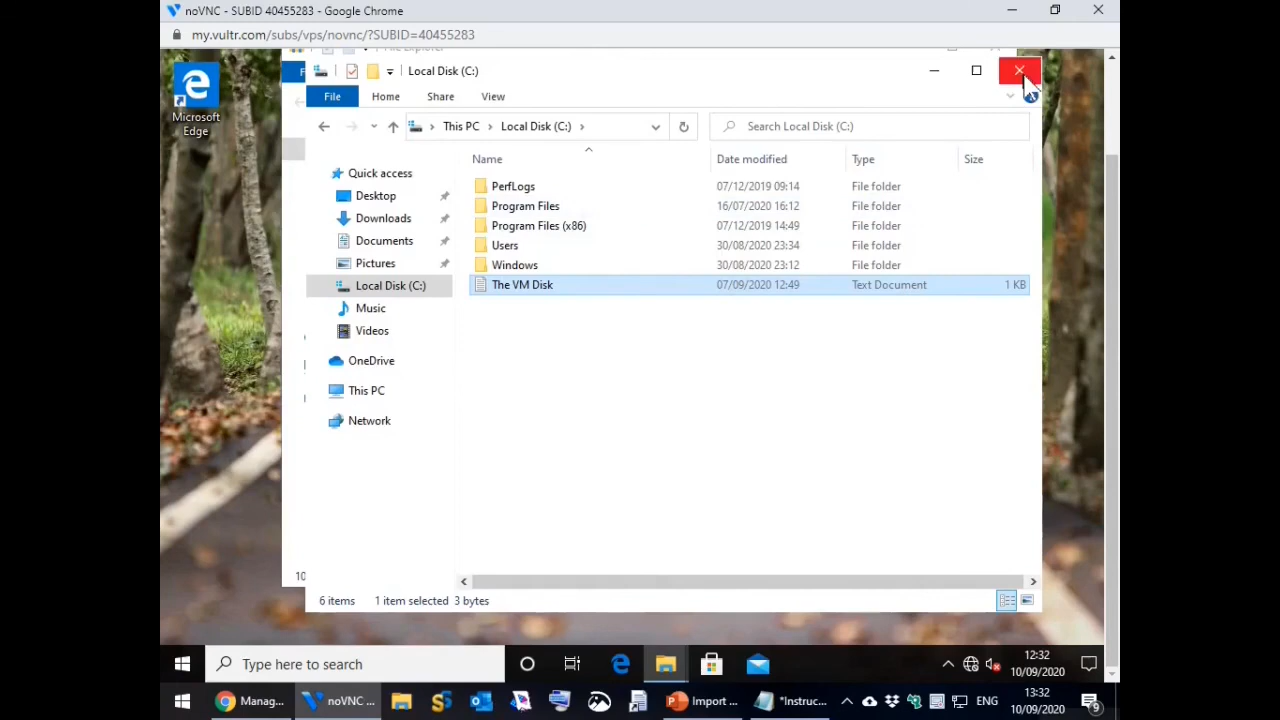 noVNC - SUBID 40455283 - Google Chrome
my.vultr.com/subs/vps/novnc/?SUBID=40455283
File Explorer
Microsoft
Edge
F
Local Disk (C:)
File Home Share View
This PC Local Disk (C:)
Search Local Disk (C:)
Name Date modified Type Size
Quick access
Desktop
Downloads
Documents
Pictures
Local Disk (C:)
Music
Videos
OneDrive
This PC
Network
PerfLogs 07/12/2019 09:14 File folder
Program Files 16/07/2020 16:12 File folder
Program Files (x86) 07/12/2019 14:49 File folder
Users 30/08/2020 23:34 File folder
Windows 30/08/2020 23:12 File folder
The VM Disk 07/09/2020 12:49 Text Document 1 KB
10
6 items 1 item selected 3 bytes
Type here to search
12:32
10/09/2020
Manag...
noVNC ...
Import ...
*Instruc...
ENG
13:32
10/09/2020
9